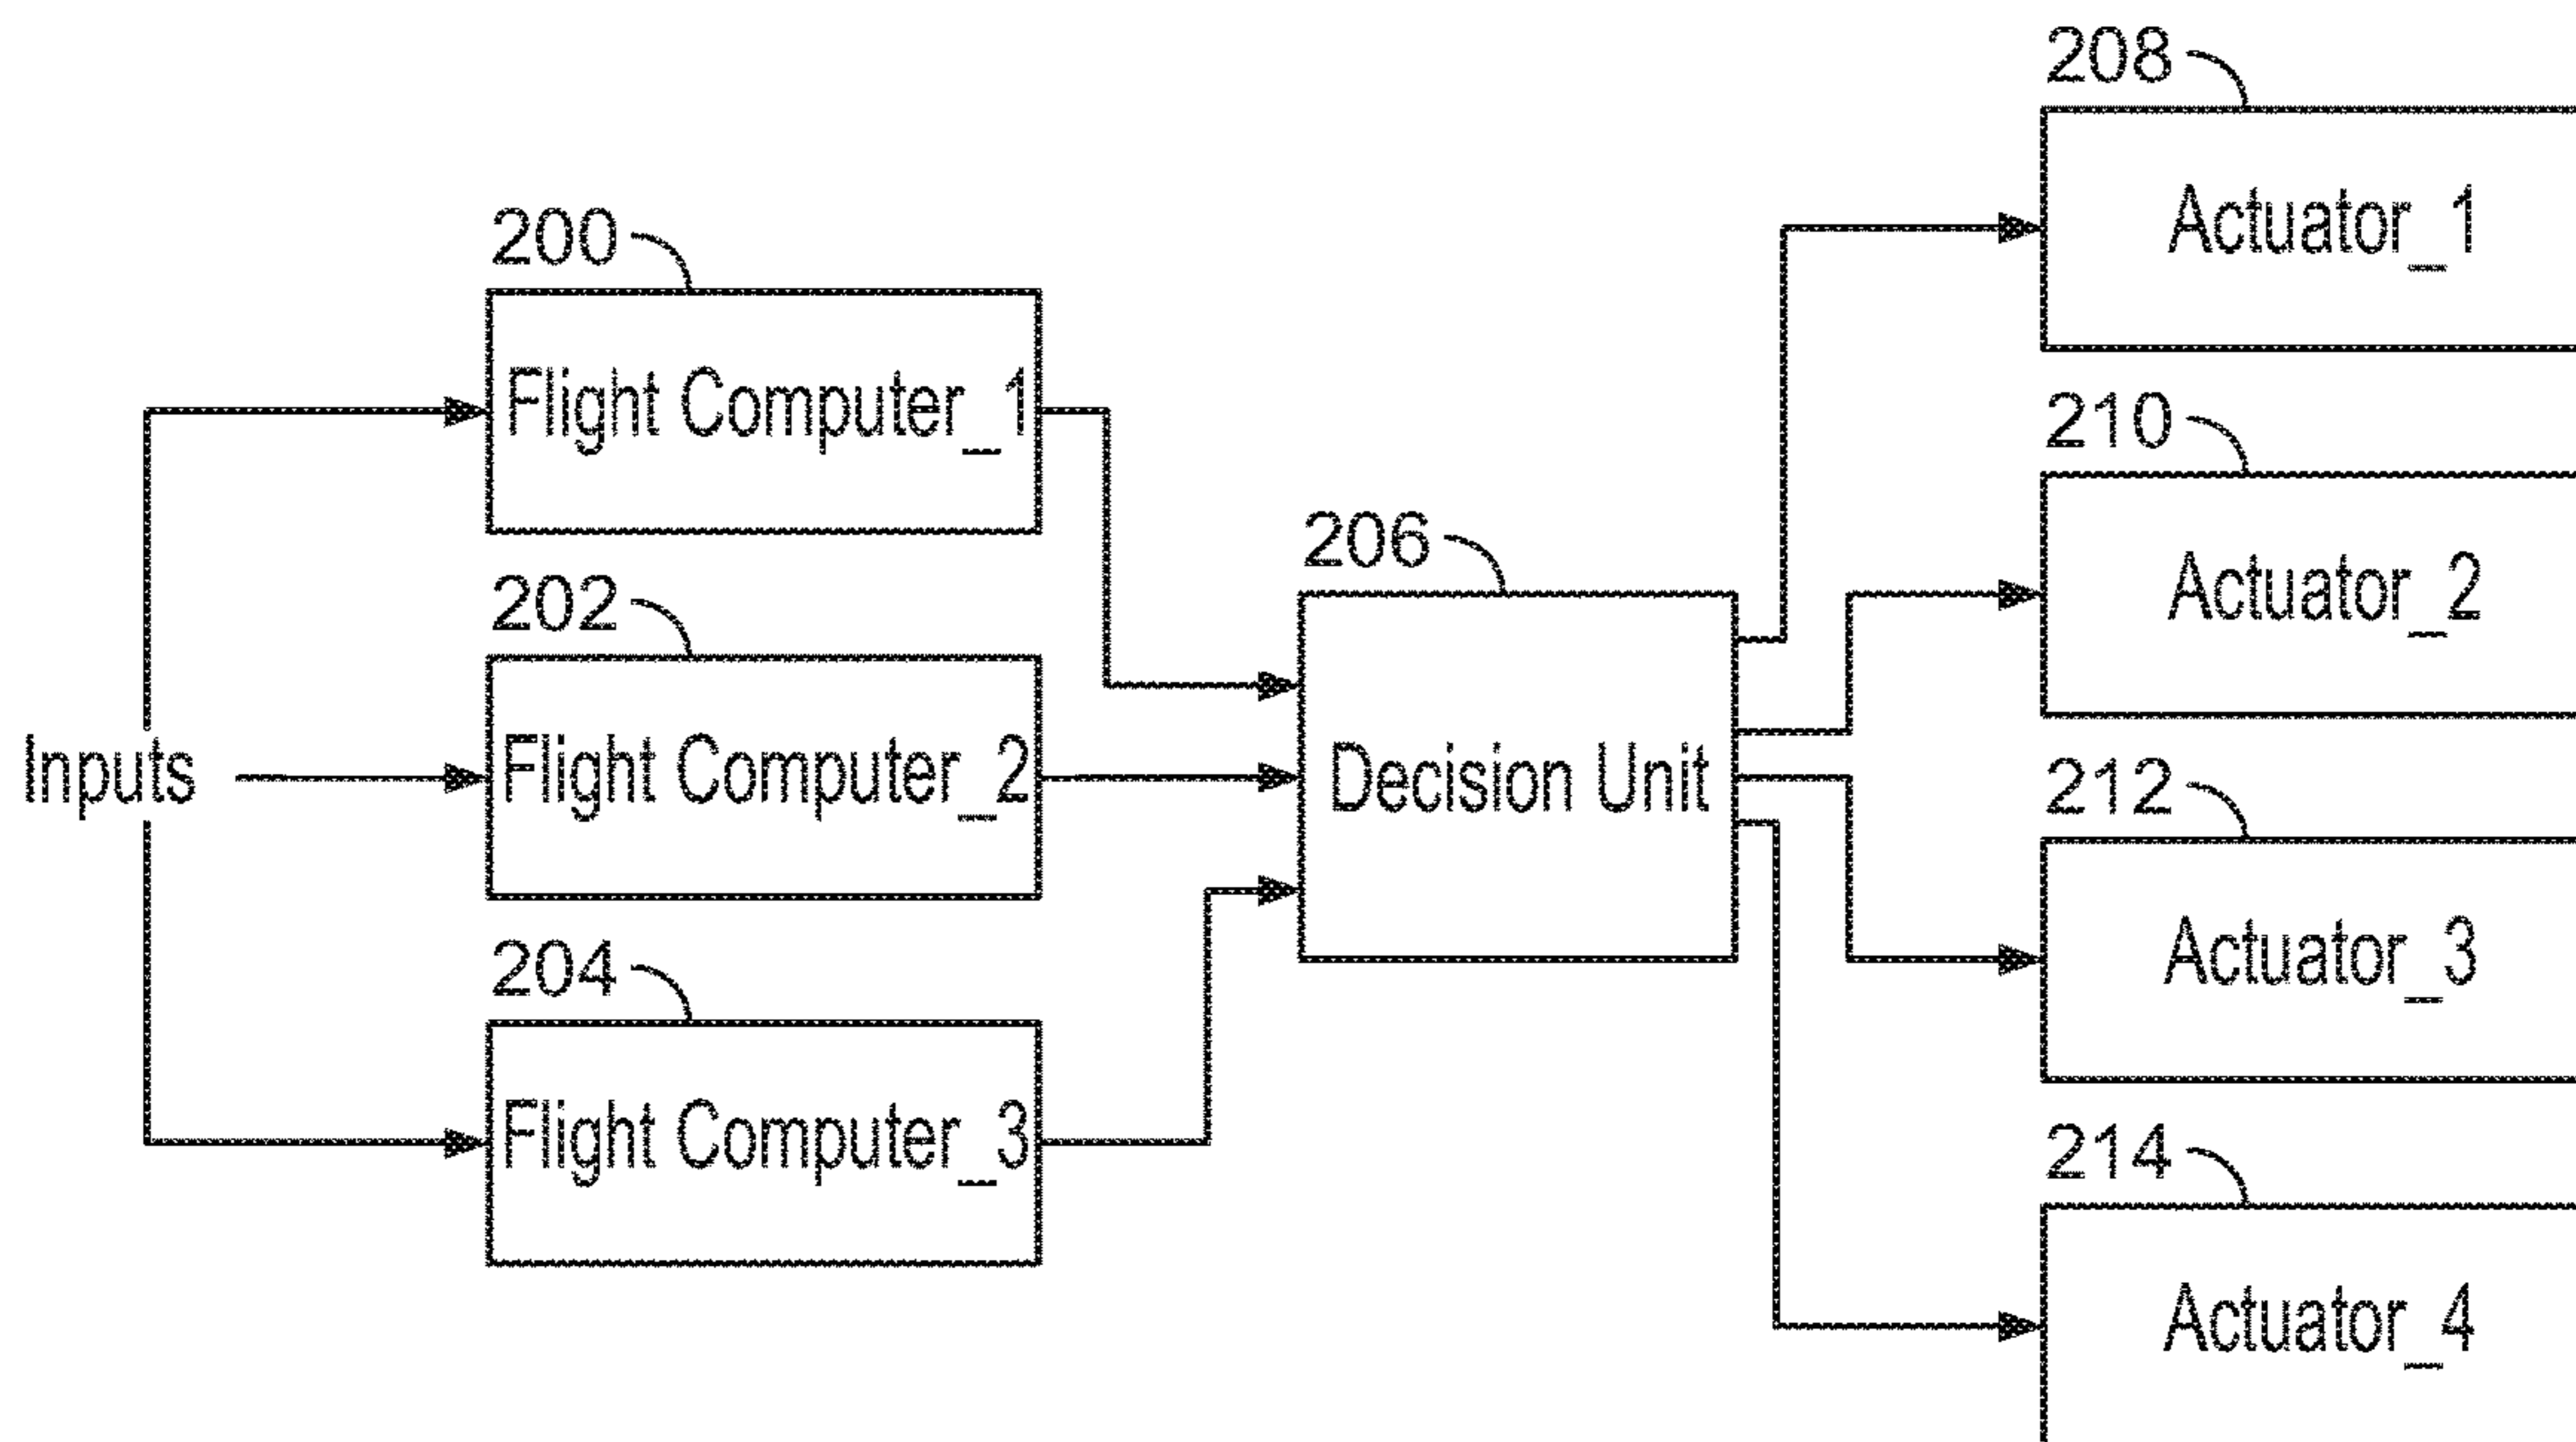 Inputs
200
Flight Computer_1
202
Flight Computer_2
204
Flight Computer_3
206
Decision Unit
208
Actuator_1
210
Actuator_2
212
Actuator_3
214
Actuator_4